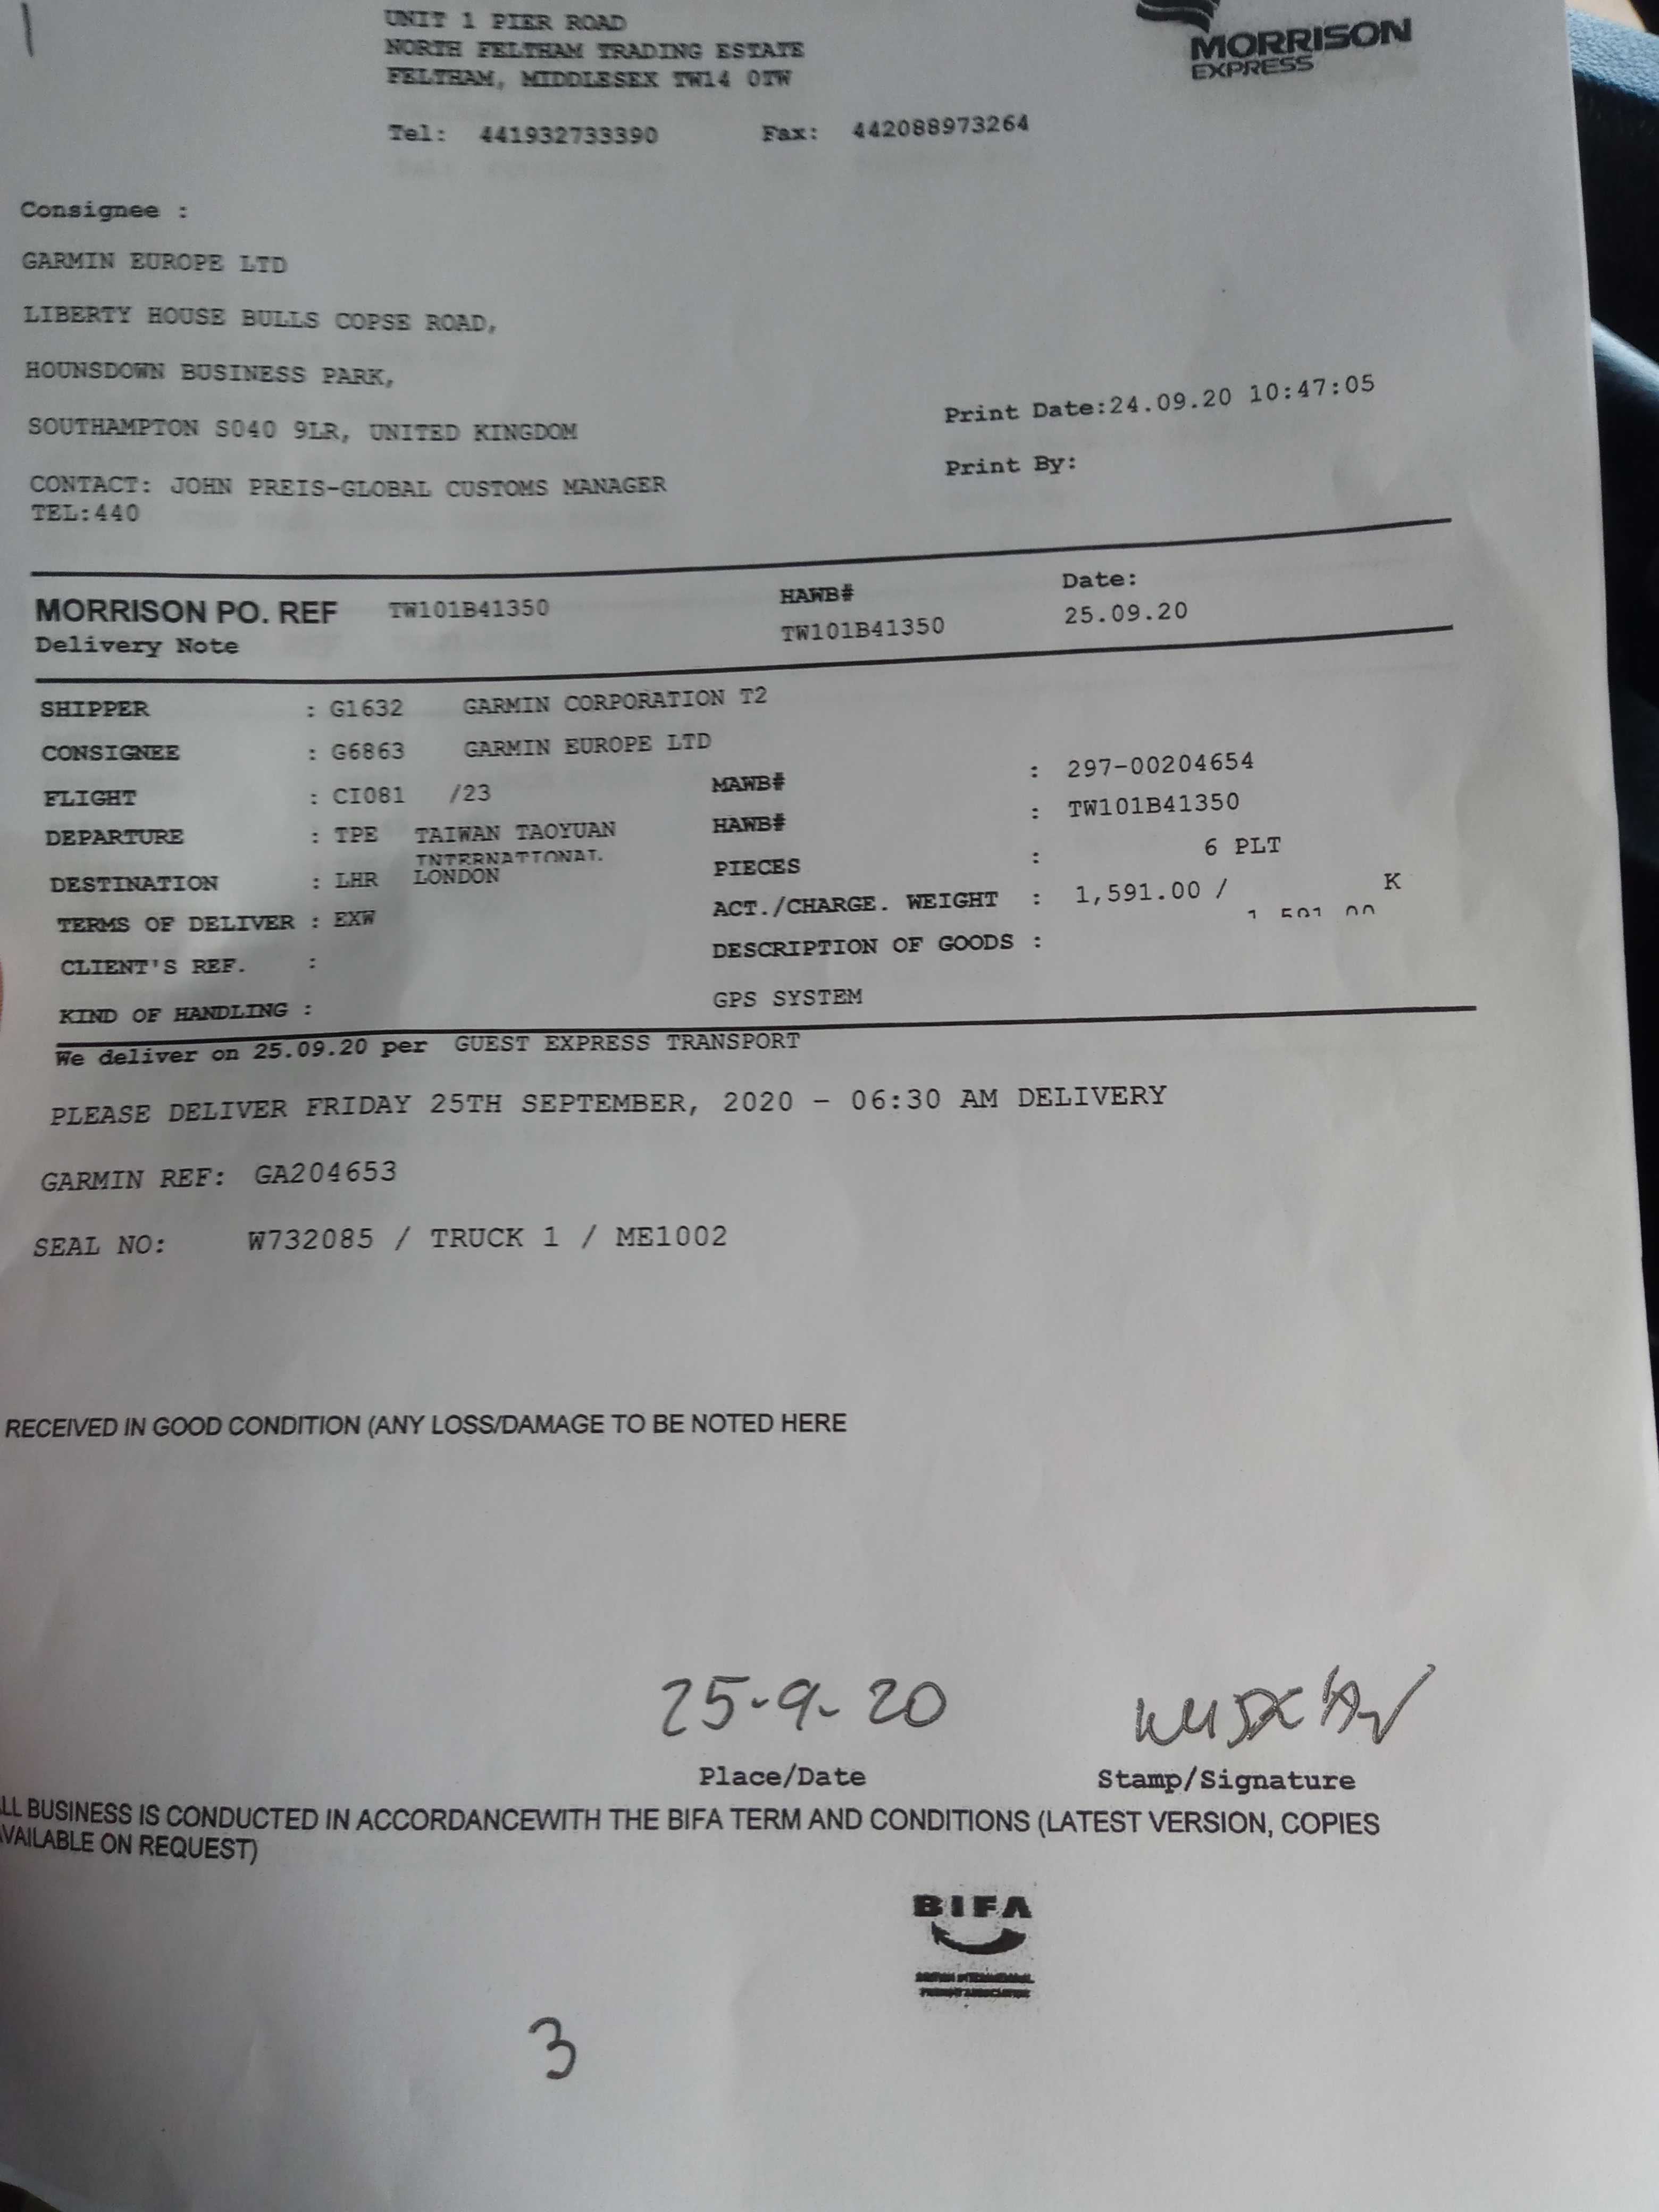 UNIT 1 PIER ROAD
NORTH FELTHAM TRADING ESTATE
FELTHAM, MIDDLESEX TW14 0TW
MORRISON
EXPRESS
Tel: 441932733390 Fax: 442088973264
Consignee :
GARMIN EUROPE LTD
LIBERTY HOUSE BULLS COPSE ROAD,
HOUNSDOWN BUSINESS PARK,
SOUTHAMPTON SO40 9LR, UNITED KINGDOM
CONTACT: JOHN PREIS-GLOBAL CUSTOMS MANAGER
TEL:440
Print Date:24.09.20 10:47:05
Print By:
MORRISON PO. REF TW101B41350 HAWB# Date:
Delivery Note TW101B41350 25.09.20
SHIPPER : G1632 GARMIN CORPORATION T2
CONSIGNEE : G6863 GARMIN EUROPE LTD
FLIGHT : CI081 /23 MAWB# : 297-00204654
DEPARTURE : TPE TAIWAN TAOYUAN HAWB# : TW101B41350
INTERNATIONAL
DESTINATION : LHR LONDON PIECES : 6 PLT
TERMS OF DELIVER : EXW ACT./CHARGE. WEIGHT : 1,591.00 / K
1,591.00
CLIENT'S REF. : DESCRIPTION OF GOODS :
KIND OF HANDLING : GPS SYSTEM
We deliver on 25.09.20 per GUEST EXPRESS TRANSPORT
PLEASE DELIVER FRIDAY 25TH SEPTEMBER, 2020 - 06:30 AM DELIVERY
GARMIN REF: GA204653
SEAL NO: W732085 / TRUCK 1 / ME1002
RECEIVED IN GOOD CONDITION (ANY LOSS/DAMAGE TO BE NOTED HERE
25-9-20
Place/Date Stamp/Signature
LL BUSINESS IS CONDUCTED IN ACCORDANCEWITH THE BIFA TERM AND CONDITIONS (LATEST VERSION, COPIES
VAILABLE ON REQUEST)
BIFA
3